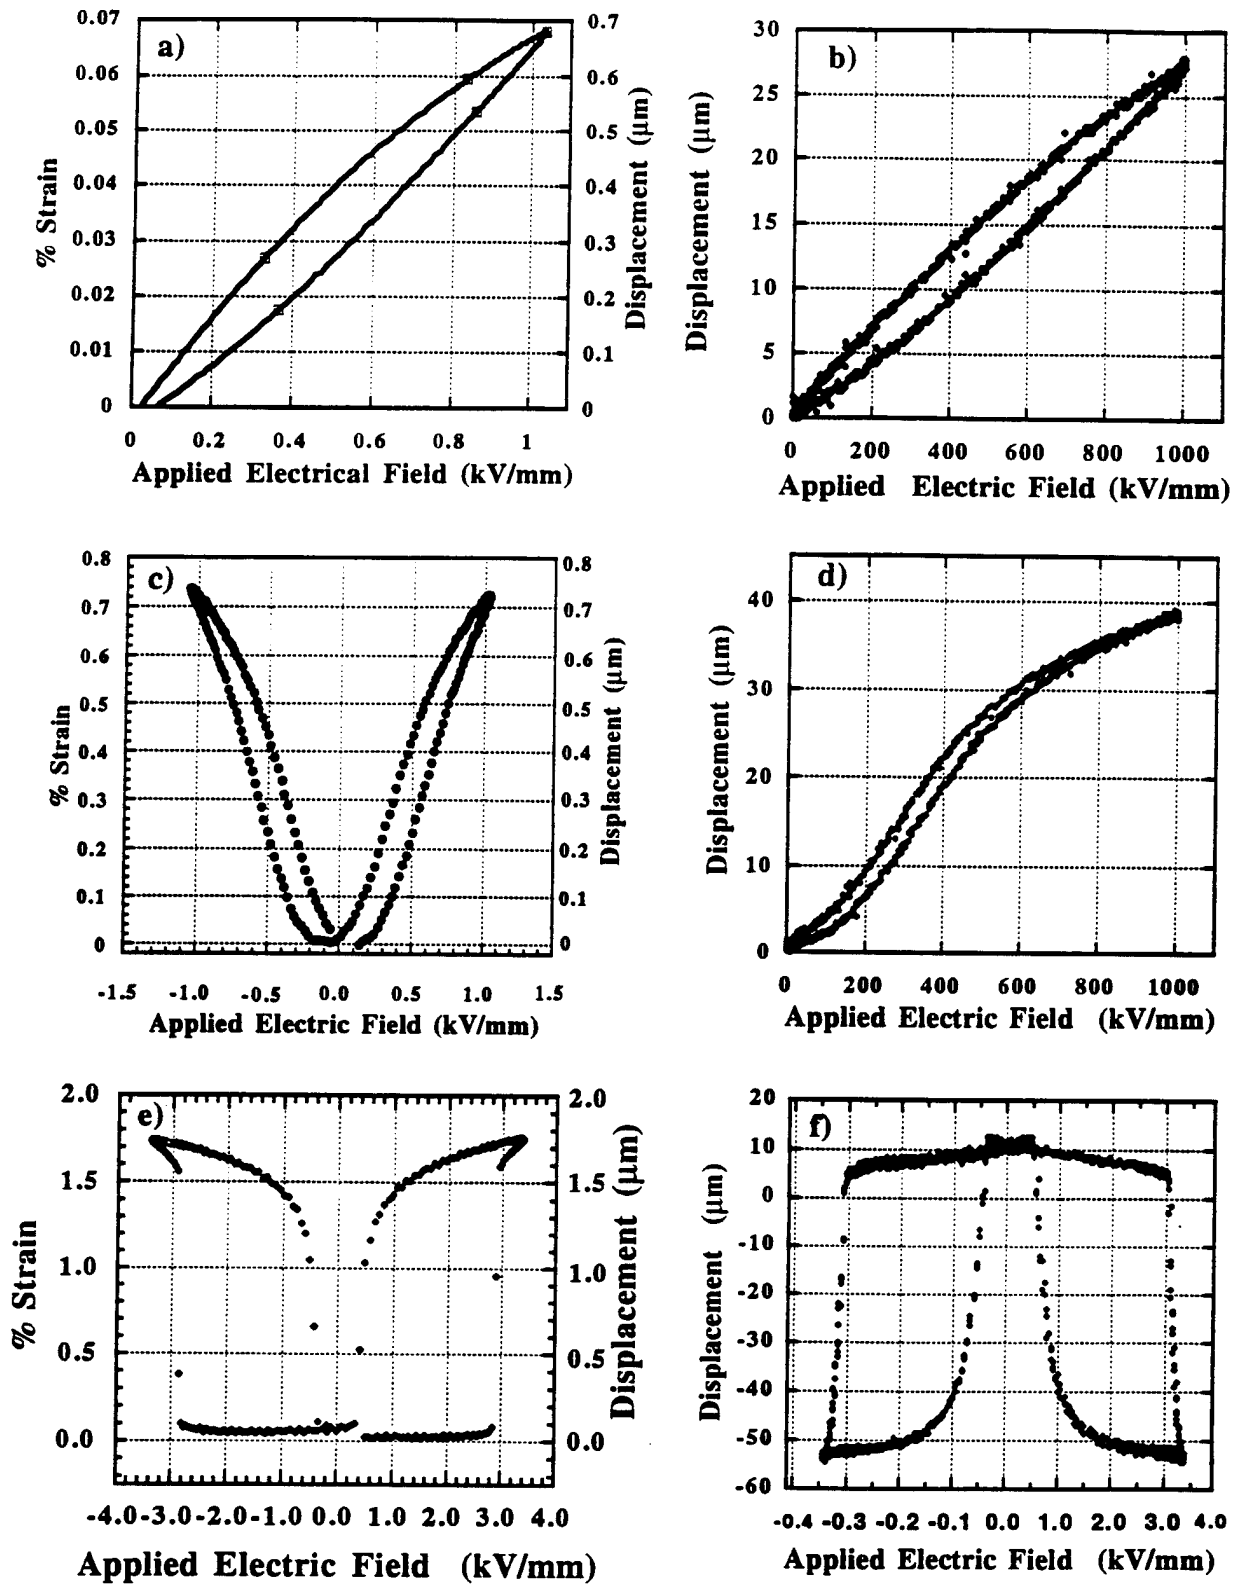 a)
0.07
0.06
0.05
0.04
0.03
0.02
0.01
0
% Strain
0.7
0.6
0.5
0.4
0.3
0.2
0.1
0
Displacement (μm)
0 0.2 0.4 0.6 0.8 1
Applied Electrical Field (kV/mm)
b)
30
25
20
15
10
5
0
Displacement (μm)
0 200 400 600 800 1000
Applied Electric Field (kV/mm)
c)
0.8
0.7
0.6
0.5
0.4
0.3
0.2
0.1
0
% Strain
0.8
0.7
0.6
0.5
0.4
0.3
0.2
0.1
0
Displacement (μm)
-1.5 -1.0 -0.5 0.0 0.5 1.0 1.5
Applied Electric Field (kV/mm)
d)
40
30
20
10
0
Displacement (μm)
0 200 400 600 800 1000
Applied Electric Field (kV/mm)
e)
2.0
1.5
1.0
0.5
0.0
% Strain
2.0
1.5
1.0
0.5
0.0
Displacement (μm)
-4.0 -3.0 -2.0 -1.0 0.0 1.0 2.0 3.0 4.0
Applied Electric Field (kV/mm)
f)
20
10
0
-10
-20
-30
-40
-50
-60
Displacement (μm)
-0.4 -0.3 -0.2 -0.1 0.0 1.0 2.0 3.0 4.0
Applied Electric Field (kV/mm)